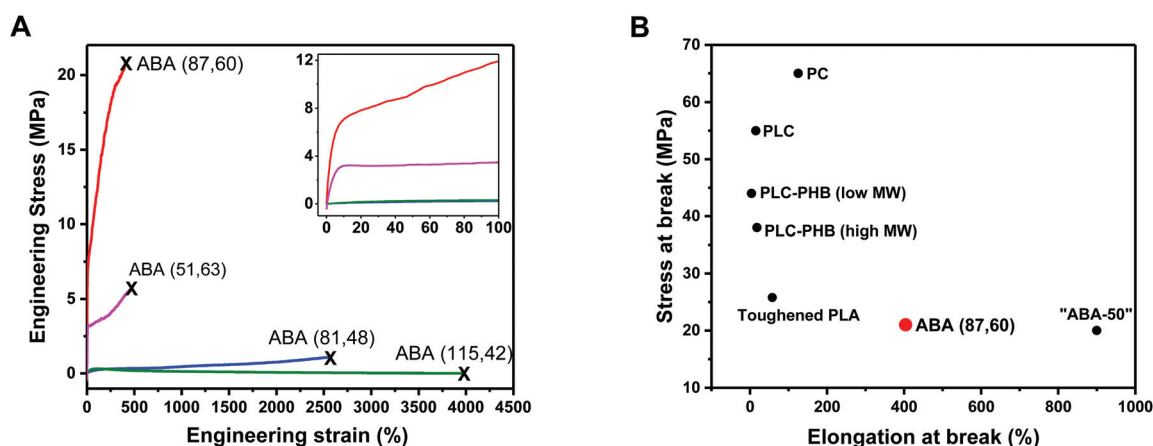 A
Engineering Stress (MPa)
20
15
10
5
0
0 500 1000 1500 2000 2500 3000 3500 4000 4500
Engineering strain (%)
X ABA (87,60)
ABA (51,63)
X
ABA (81,48)
X
ABA (115,42)
X
12
8
4
0
0 20 40 60 80 100
B
Stress at break (MPa)
70
60
50
40
30
20
10
0 200 400 600 800 1000
Elongation at break (%)
PC
PLC
PLC-PHB (low MW)
PLC-PHB (high MW)
Toughened PLA
ABA (87,60)
"ABA-50"